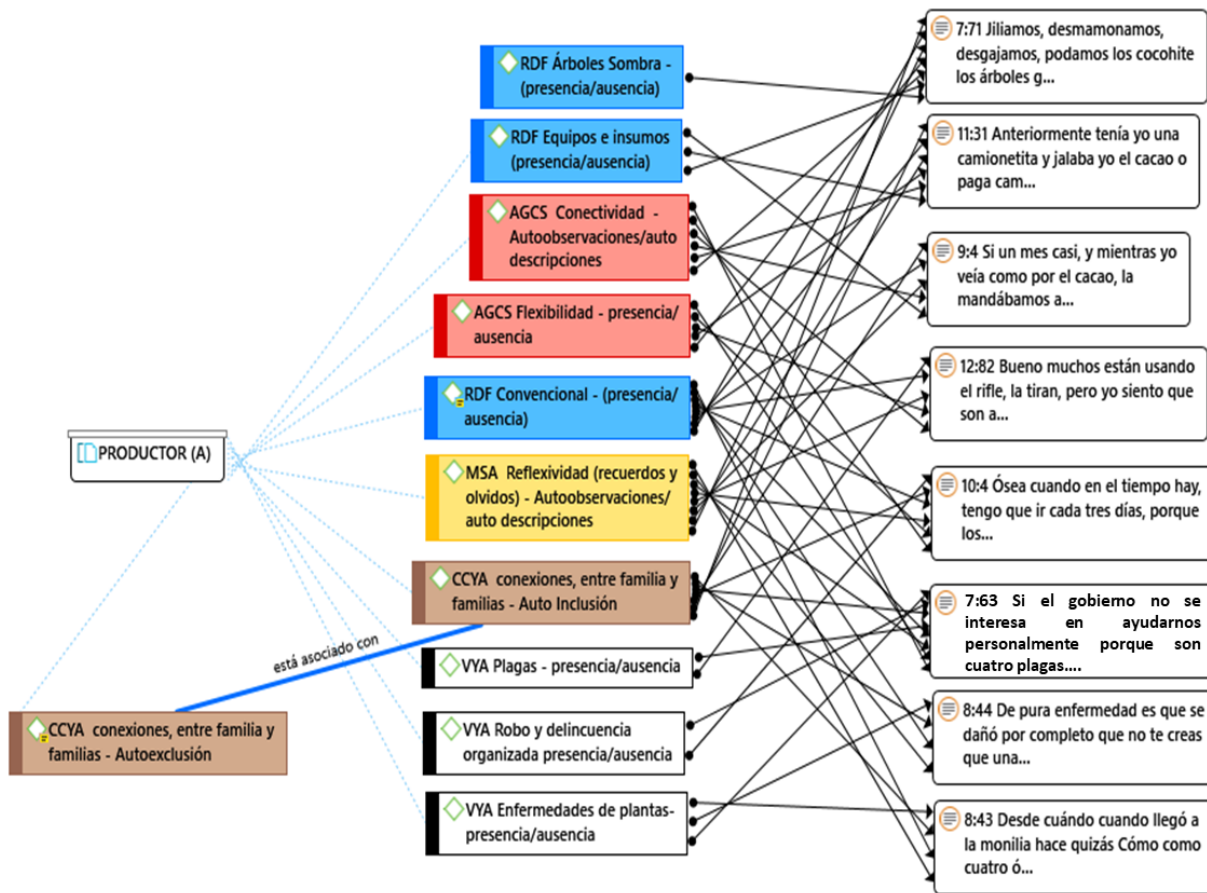 PRODUCTOR (A)
CCYA conexiones, entre familia y
familias - Autoexclusión
está asociado con
RDF Árboles Sombra -
(presencia/ausencia)
RDF Equipos e insumos
(presencia/ausencia)
AGCS Conectividad -
Autoobservaciones/auto
descripciones
AGCS Flexibilidad - presencia/
ausencia
RDF Convencional - (presencia/
ausencia)
MSA Reflexividad (recuerdos y
olvidos) - Autoobservaciones/
auto descripciones
CCYA conexiones, entre familia y
familias - Auto Inclusión
VYA Plagas - presencia/ausencia
VYA Robo y delincuencia
organizada presencia/ausencia
VYA Enfermedades de plantas-
presencia/ausencia
7:71 Jiliamos, desmamonamos,
desgajamos, podamos los cocohite
los árboles g...
11:31 Anteriormente tenía yo una
camionetita y jalaba yo el cacao o
paga cam...
9:4 Si un mes casi, y mientras yo
veía como por el cacao, la
mandábamos a...
12:82 Bueno muchos están usando
el rifle, la tiran, pero yo siento que
son a...
10:4 Ósea cuando en el tiempo hay,
tengo que ir cada tres días, porque
los...
7:63 Si el gobierno no se
interesa en ayudarnos
personalmente porque son
cuatro plagas....
8:44 De pura enfermedad es que se
dañó por completo que no te creas
que una...
8:43 Desde cuándo cuando llegó a
la monilia hace quizás Cómo como
cuatro ó...